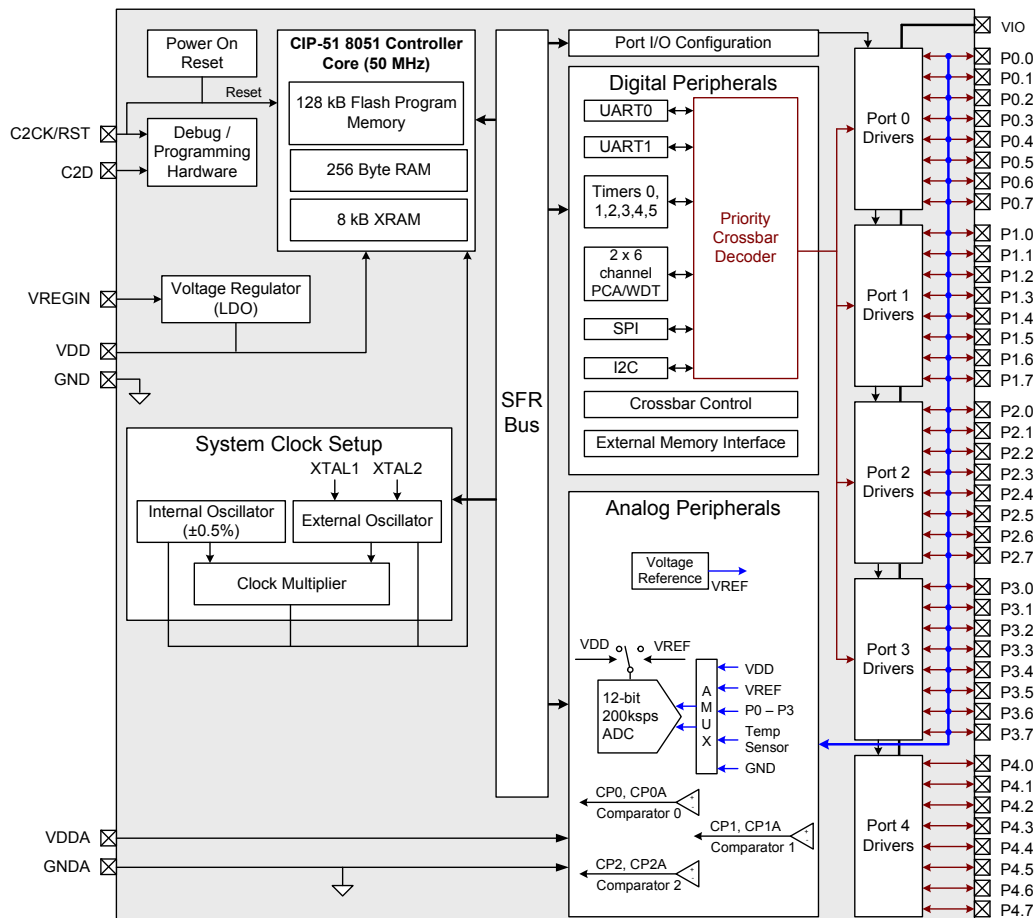 Power On
Reset
Reset
C2CK/RST
Debug /
Programming
Hardware
C2D
CIP-51 8051 Controller
Core (50 MHz)
128 kB Flash Program
Memory
256 Byte RAM
8 kB XRAM
VREGIN
Voltage Regulator
(LDO)
VDD
GND
System Clock Setup
XTAL1
XTAL2
Internal Oscillator
(±0.5%)
External Oscillator
Clock Multiplier
VDDA
GNDA
SFR
Bus
Port I/O Configuration
Digital Peripherals
UART0
UART1
Timers 0,
1,2,3,4,5
2 x 6
channel
PCA/WDT
SPI
I2C
Priority
Crossbar
Decoder
Crossbar Control
External Memory Interface
Analog Peripherals
Voltage
Reference
VREF
VDD
VREF
12-bit
200ksps
ADC
A
M
U
X
VDD
VREF
P0 – P3
Temp
Sensor
GND
CP0, CP0A
+
-
Comparator 0
CP1, CP1A
+
-
Comparator 1
CP2, CP2A
+
-
Comparator 2
Port 0
Drivers
Port 1
Drivers
Port 2
Drivers
Port 3
Drivers
Port 4
Drivers
VIO
P0.0
P0.1
P0.2
P0.3
P0.4
P0.5
P0.6
P0.7
P1.0
P1.1
P1.2
P1.3
P1.4
P1.5
P1.6
P1.7
P2.0
P2.1
P2.2
P2.3
P2.4
P2.5
P2.6
P2.7
P3.0
P3.1
P3.2
P3.3
P3.4
P3.5
P3.6
P3.7
P4.0
P4.1
P4.2
P4.3
P4.4
P4.5
P4.6
P4.7